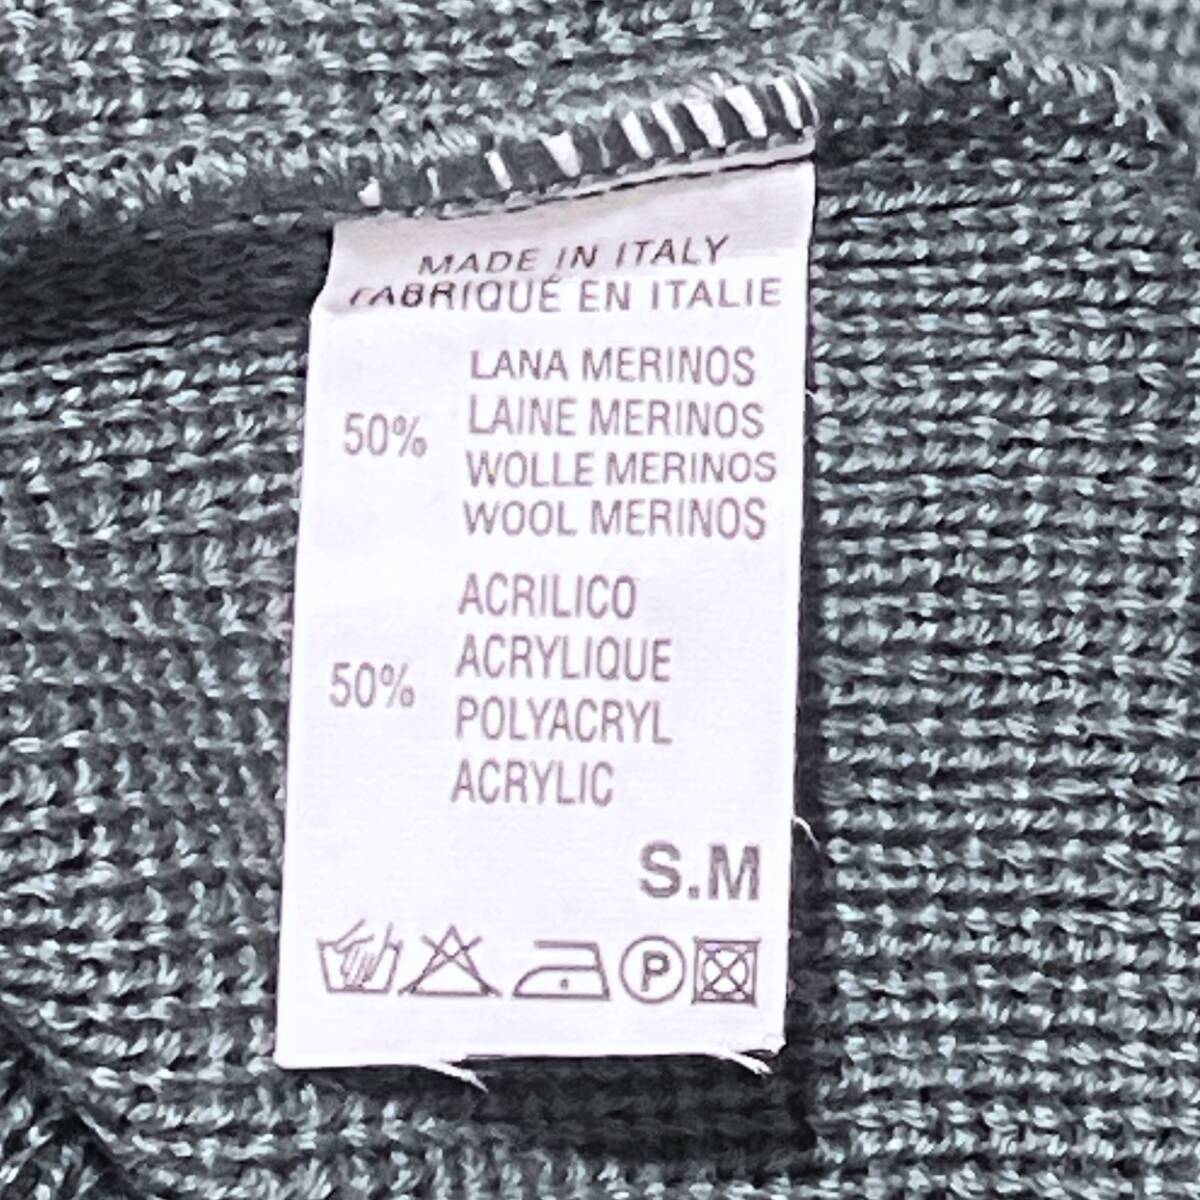 MADE IN ITALY
FABRIQUÉ EN ITALIE
50%
LANA MERINOS
LAINE MERINOS
WOLLE MERINOS
WOOL MERINOS
50%
ACRILICO
ACRYLIQUE
POLYACRYL
ACRYLIC
S.M
P